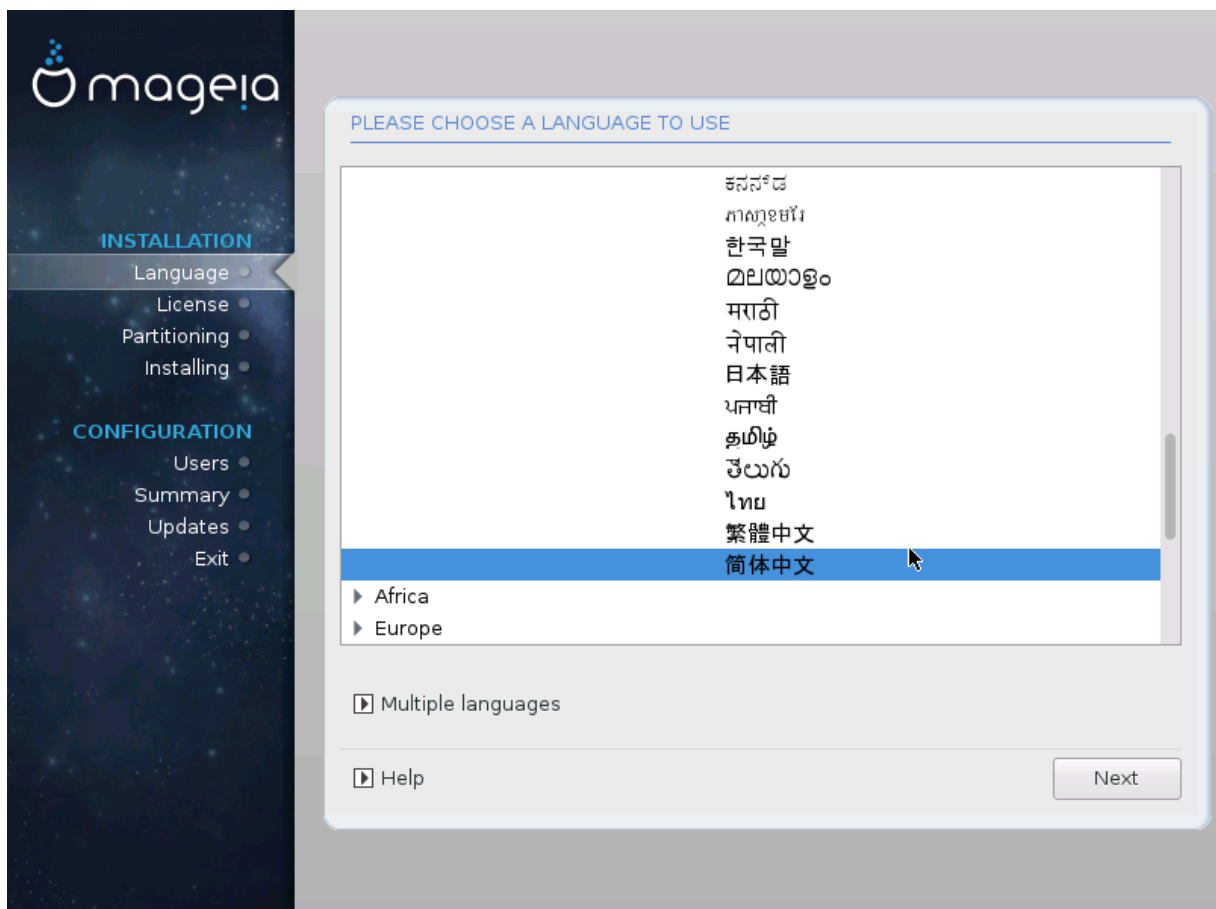 mageia
INSTALLATION
Language
License
Partitioning
Installing
CONFIGURATION
Users
Summary
Updates
Exit
PLEASE CHOOSE A LANGUAGE TO USE
ಕನನ್ಡ
ភាសាខ្មែរ
한국말
മലയാളം
मराठी
नेपाली
日本語
ਪਜਾਬੀ
தமிழ்
తెలుగు
ไทย
繁體中文
简体中文
Africa
Europe
Multiple languages
Help
Next